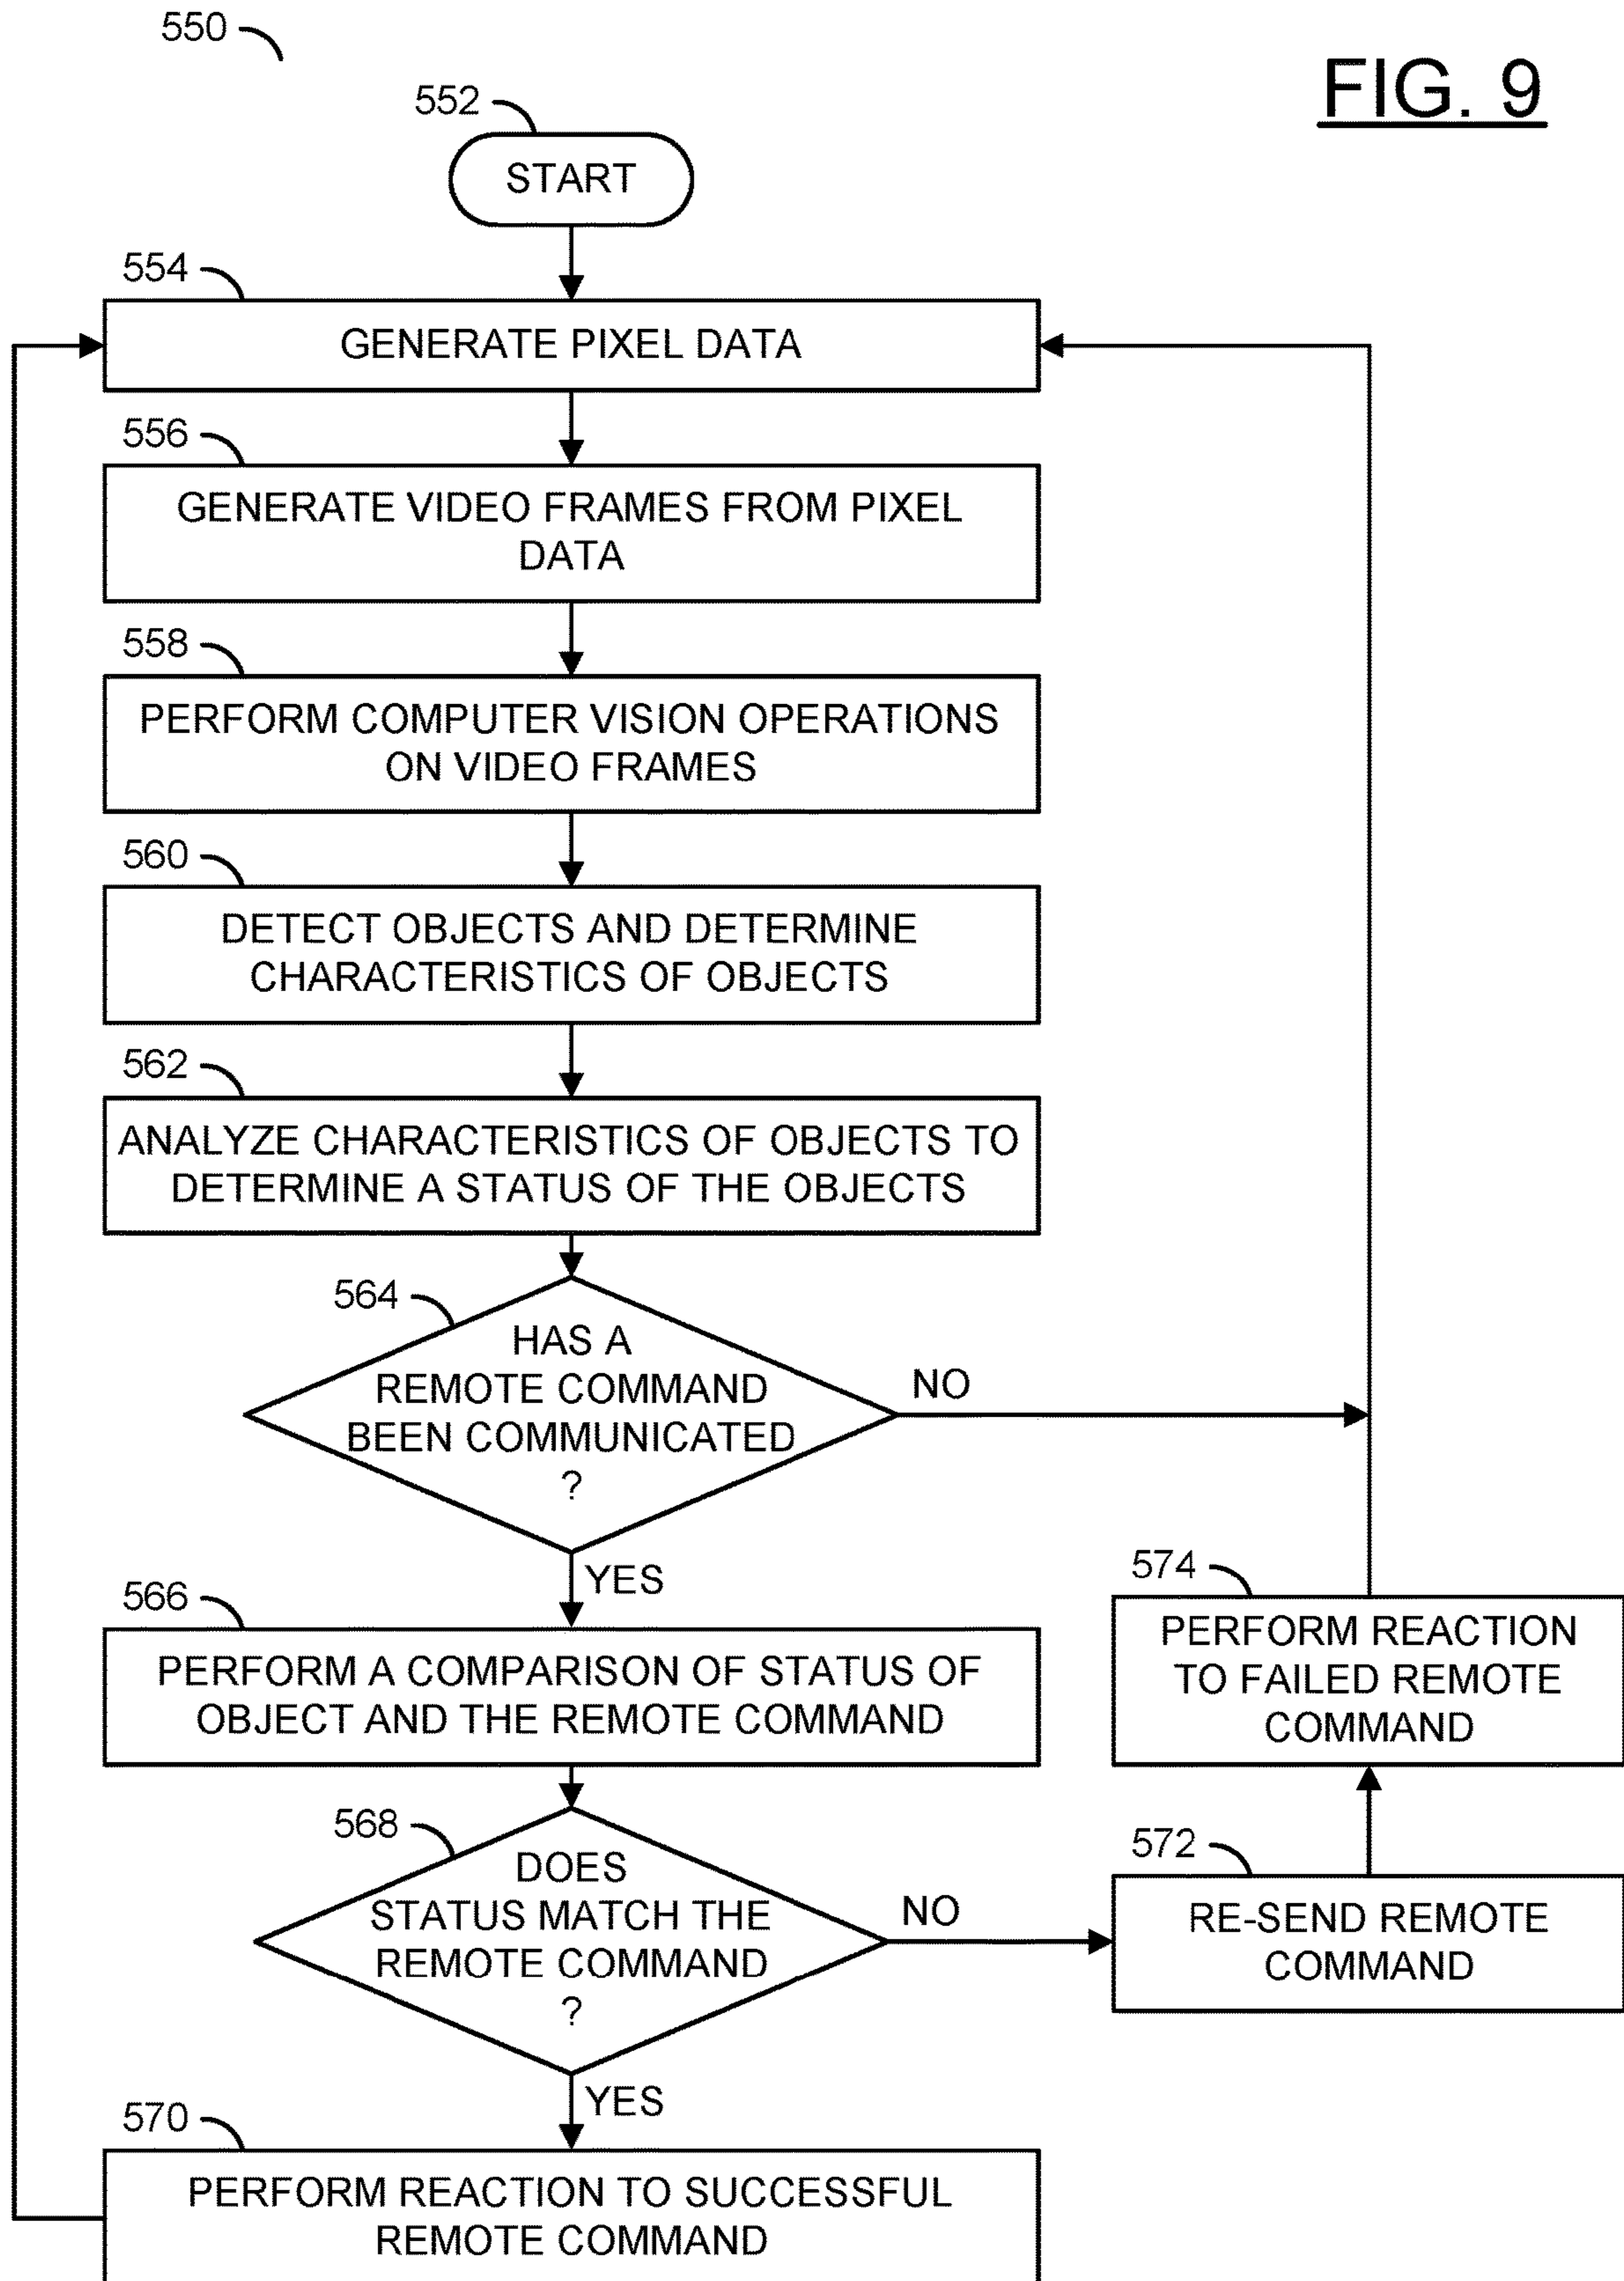 550
FIG. 9
552
START
554
GENERATE PIXEL DATA
556
GENERATE VIDEO FRAMES FROM PIXEL
DATA
558
PERFORM COMPUTER VISION OPERATIONS
ON VIDEO FRAMES
560
DETECT OBJECTS AND DETERMINE
CHARACTERISTICS OF OBJECTS
562
ANALYZE CHARACTERISTICS OF OBJECTS TO
DETERMINE A STATUS OF THE OBJECTS
564
HAS A
REMOTE COMMAND
BEEN COMMUNICATED
?
NO
YES
566
PERFORM A COMPARISON OF STATUS OF
OBJECT AND THE REMOTE COMMAND
574
PERFORM REACTION
TO FAILED REMOTE
COMMAND
568
DOES
STATUS MATCH THE
REMOTE COMMAND
?
NO
572
RE-SEND REMOTE
COMMAND
YES
570
PERFORM REACTION TO SUCCESSFUL
REMOTE COMMAND